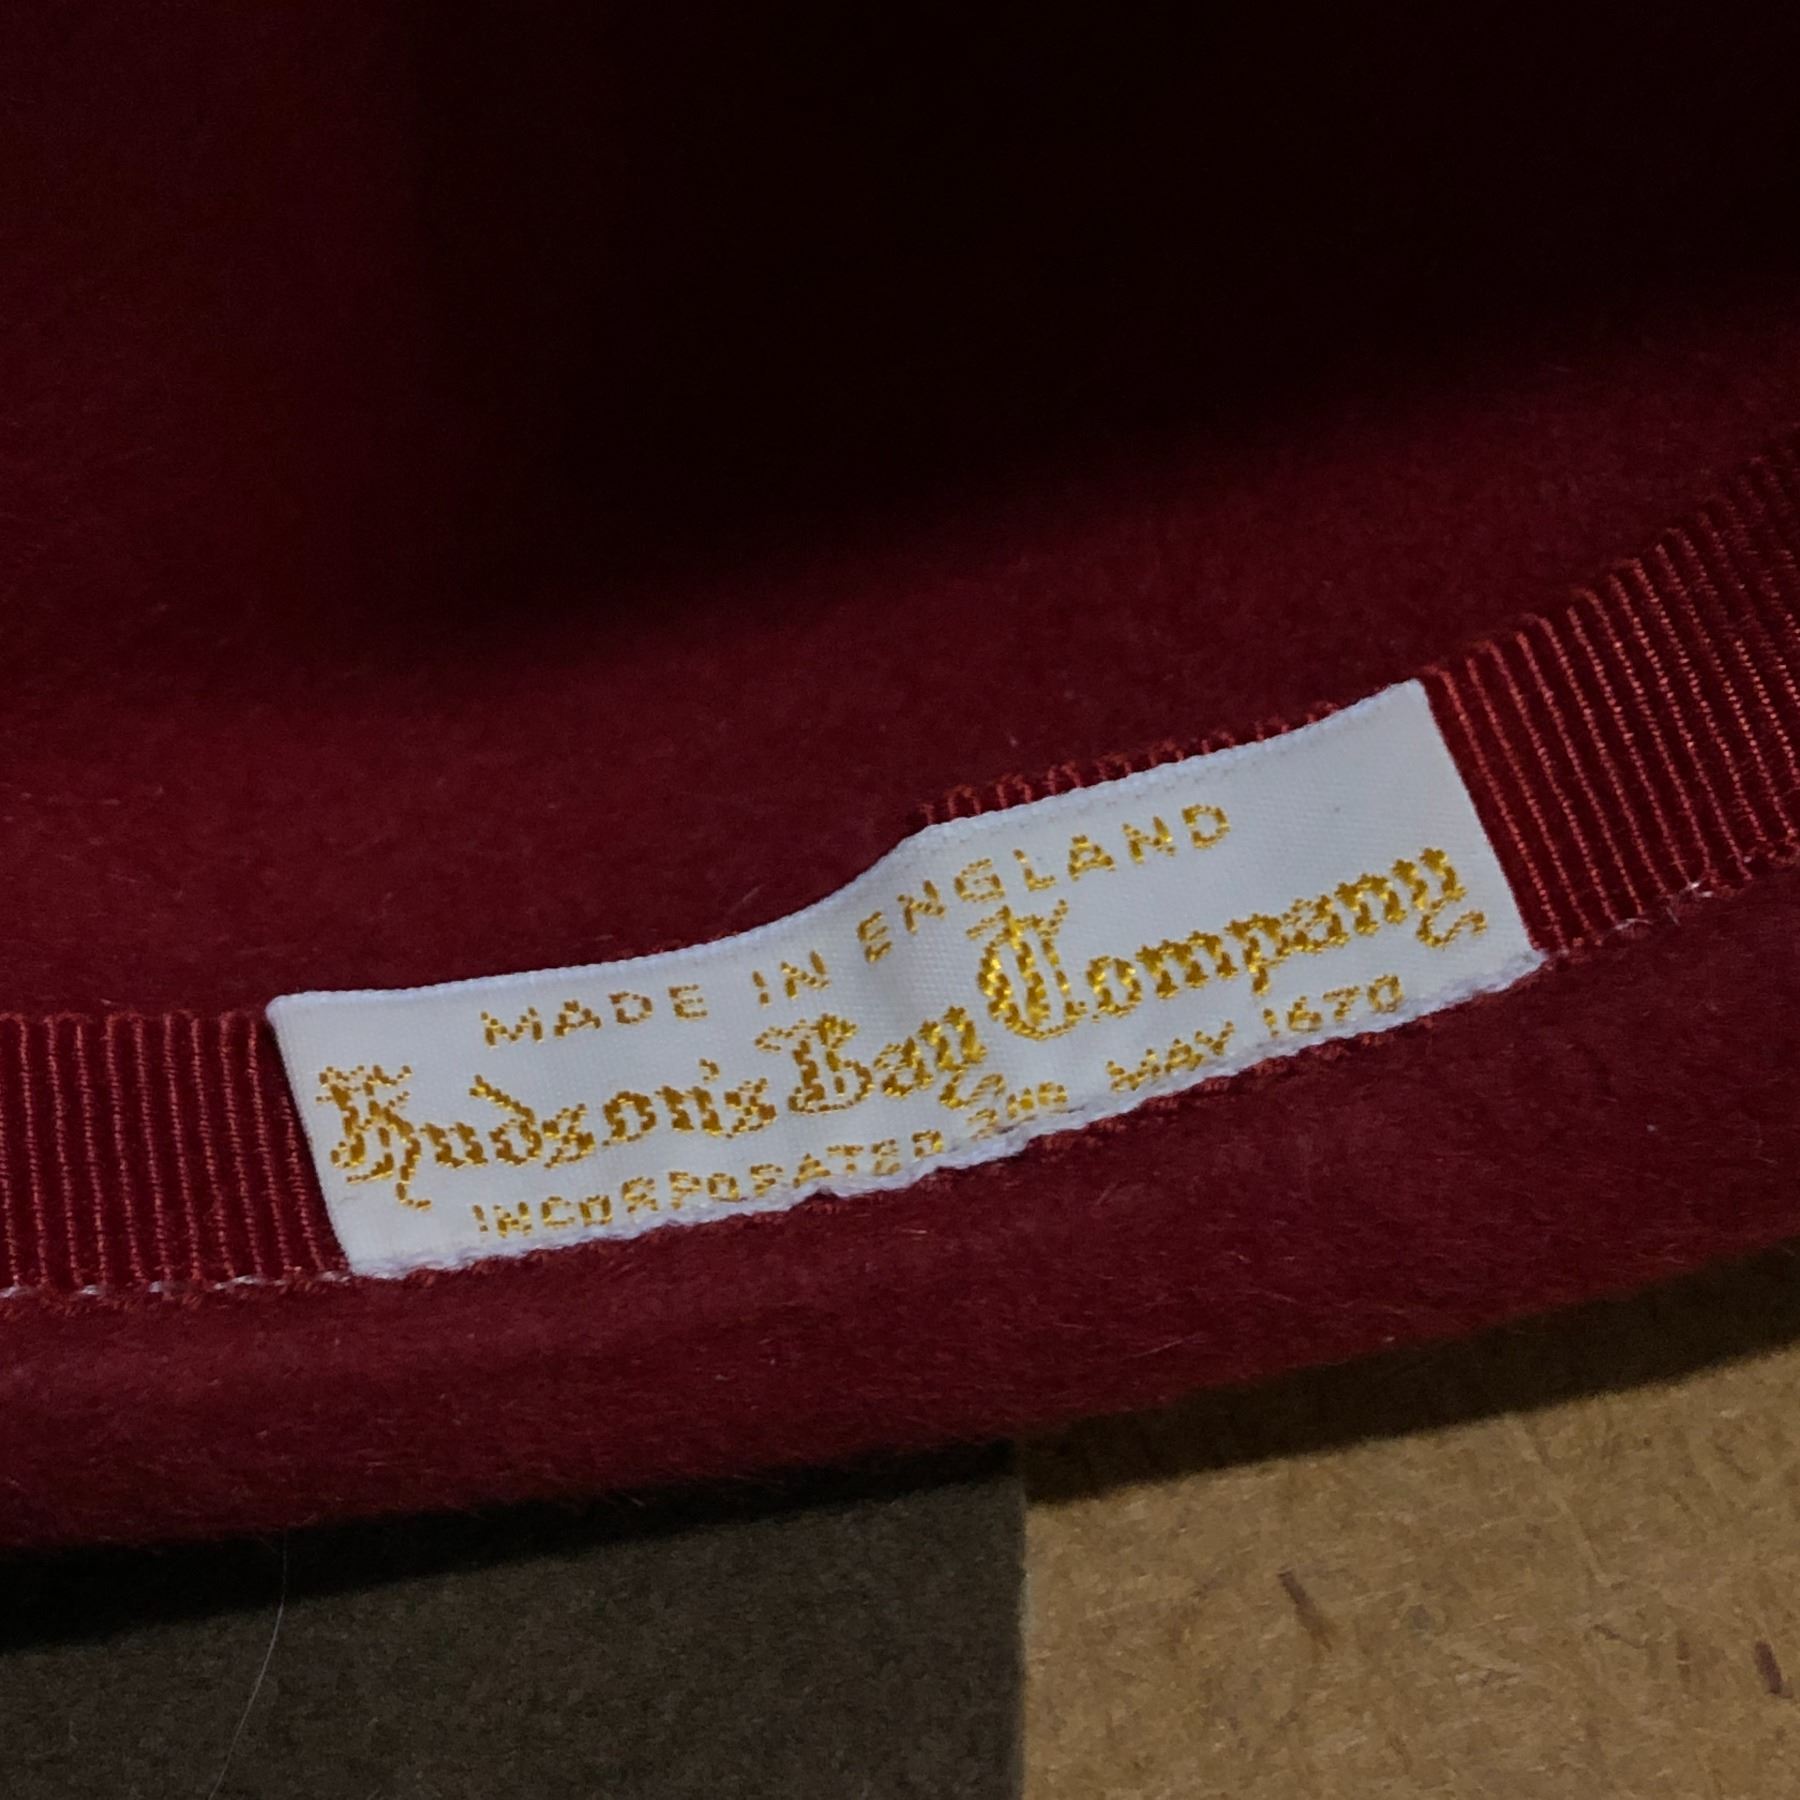 MADE IN ENGLAND
Hudson's Bay Company
INCORPORATED 2ND MAY 1670